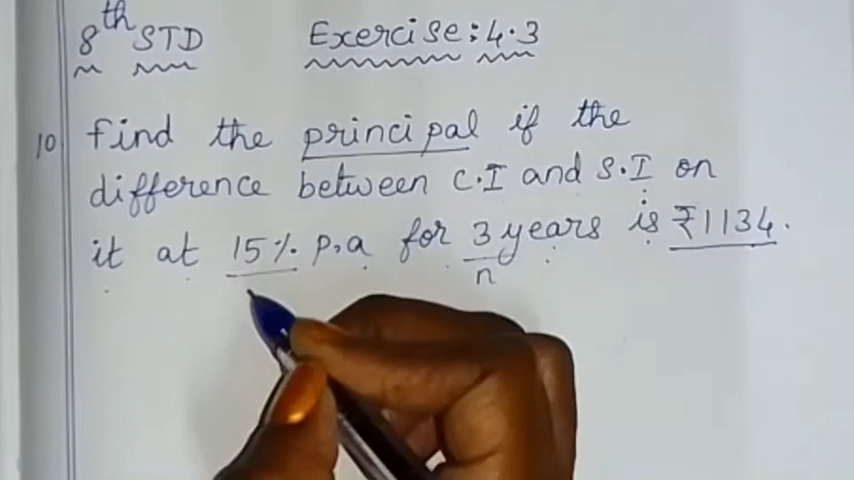 8th STD Exercise: 4.3
10 find the principal if the
difference between C.I and S.I on
it at 15% p.a for 3 years is ₹1134.
n